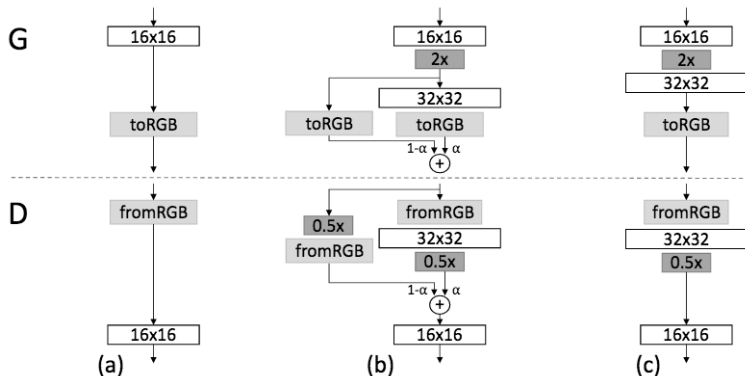 G
16x16
toRGB
16x16
2x
32x32
toRGB
toRGB
1-α
α
+
16x16
2x
32x32
toRGB
D
fromRGB
16x16
(a)
0.5x
fromRGB
fromRGB
32x32
0.5x
1-α
α
+
16x16
(b)
fromRGB
32x32
0.5x
16x16
(c)